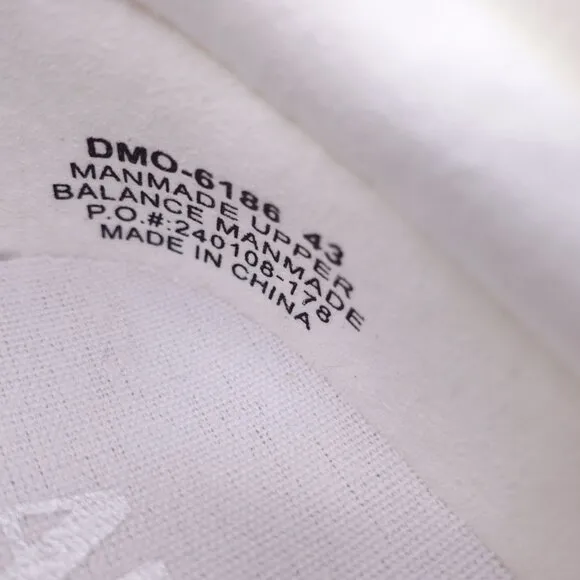 DMO-6186 43
MANMADE UPPER
BALANCE MANMADE
P.O.#:240108-178
MADE IN CHINA